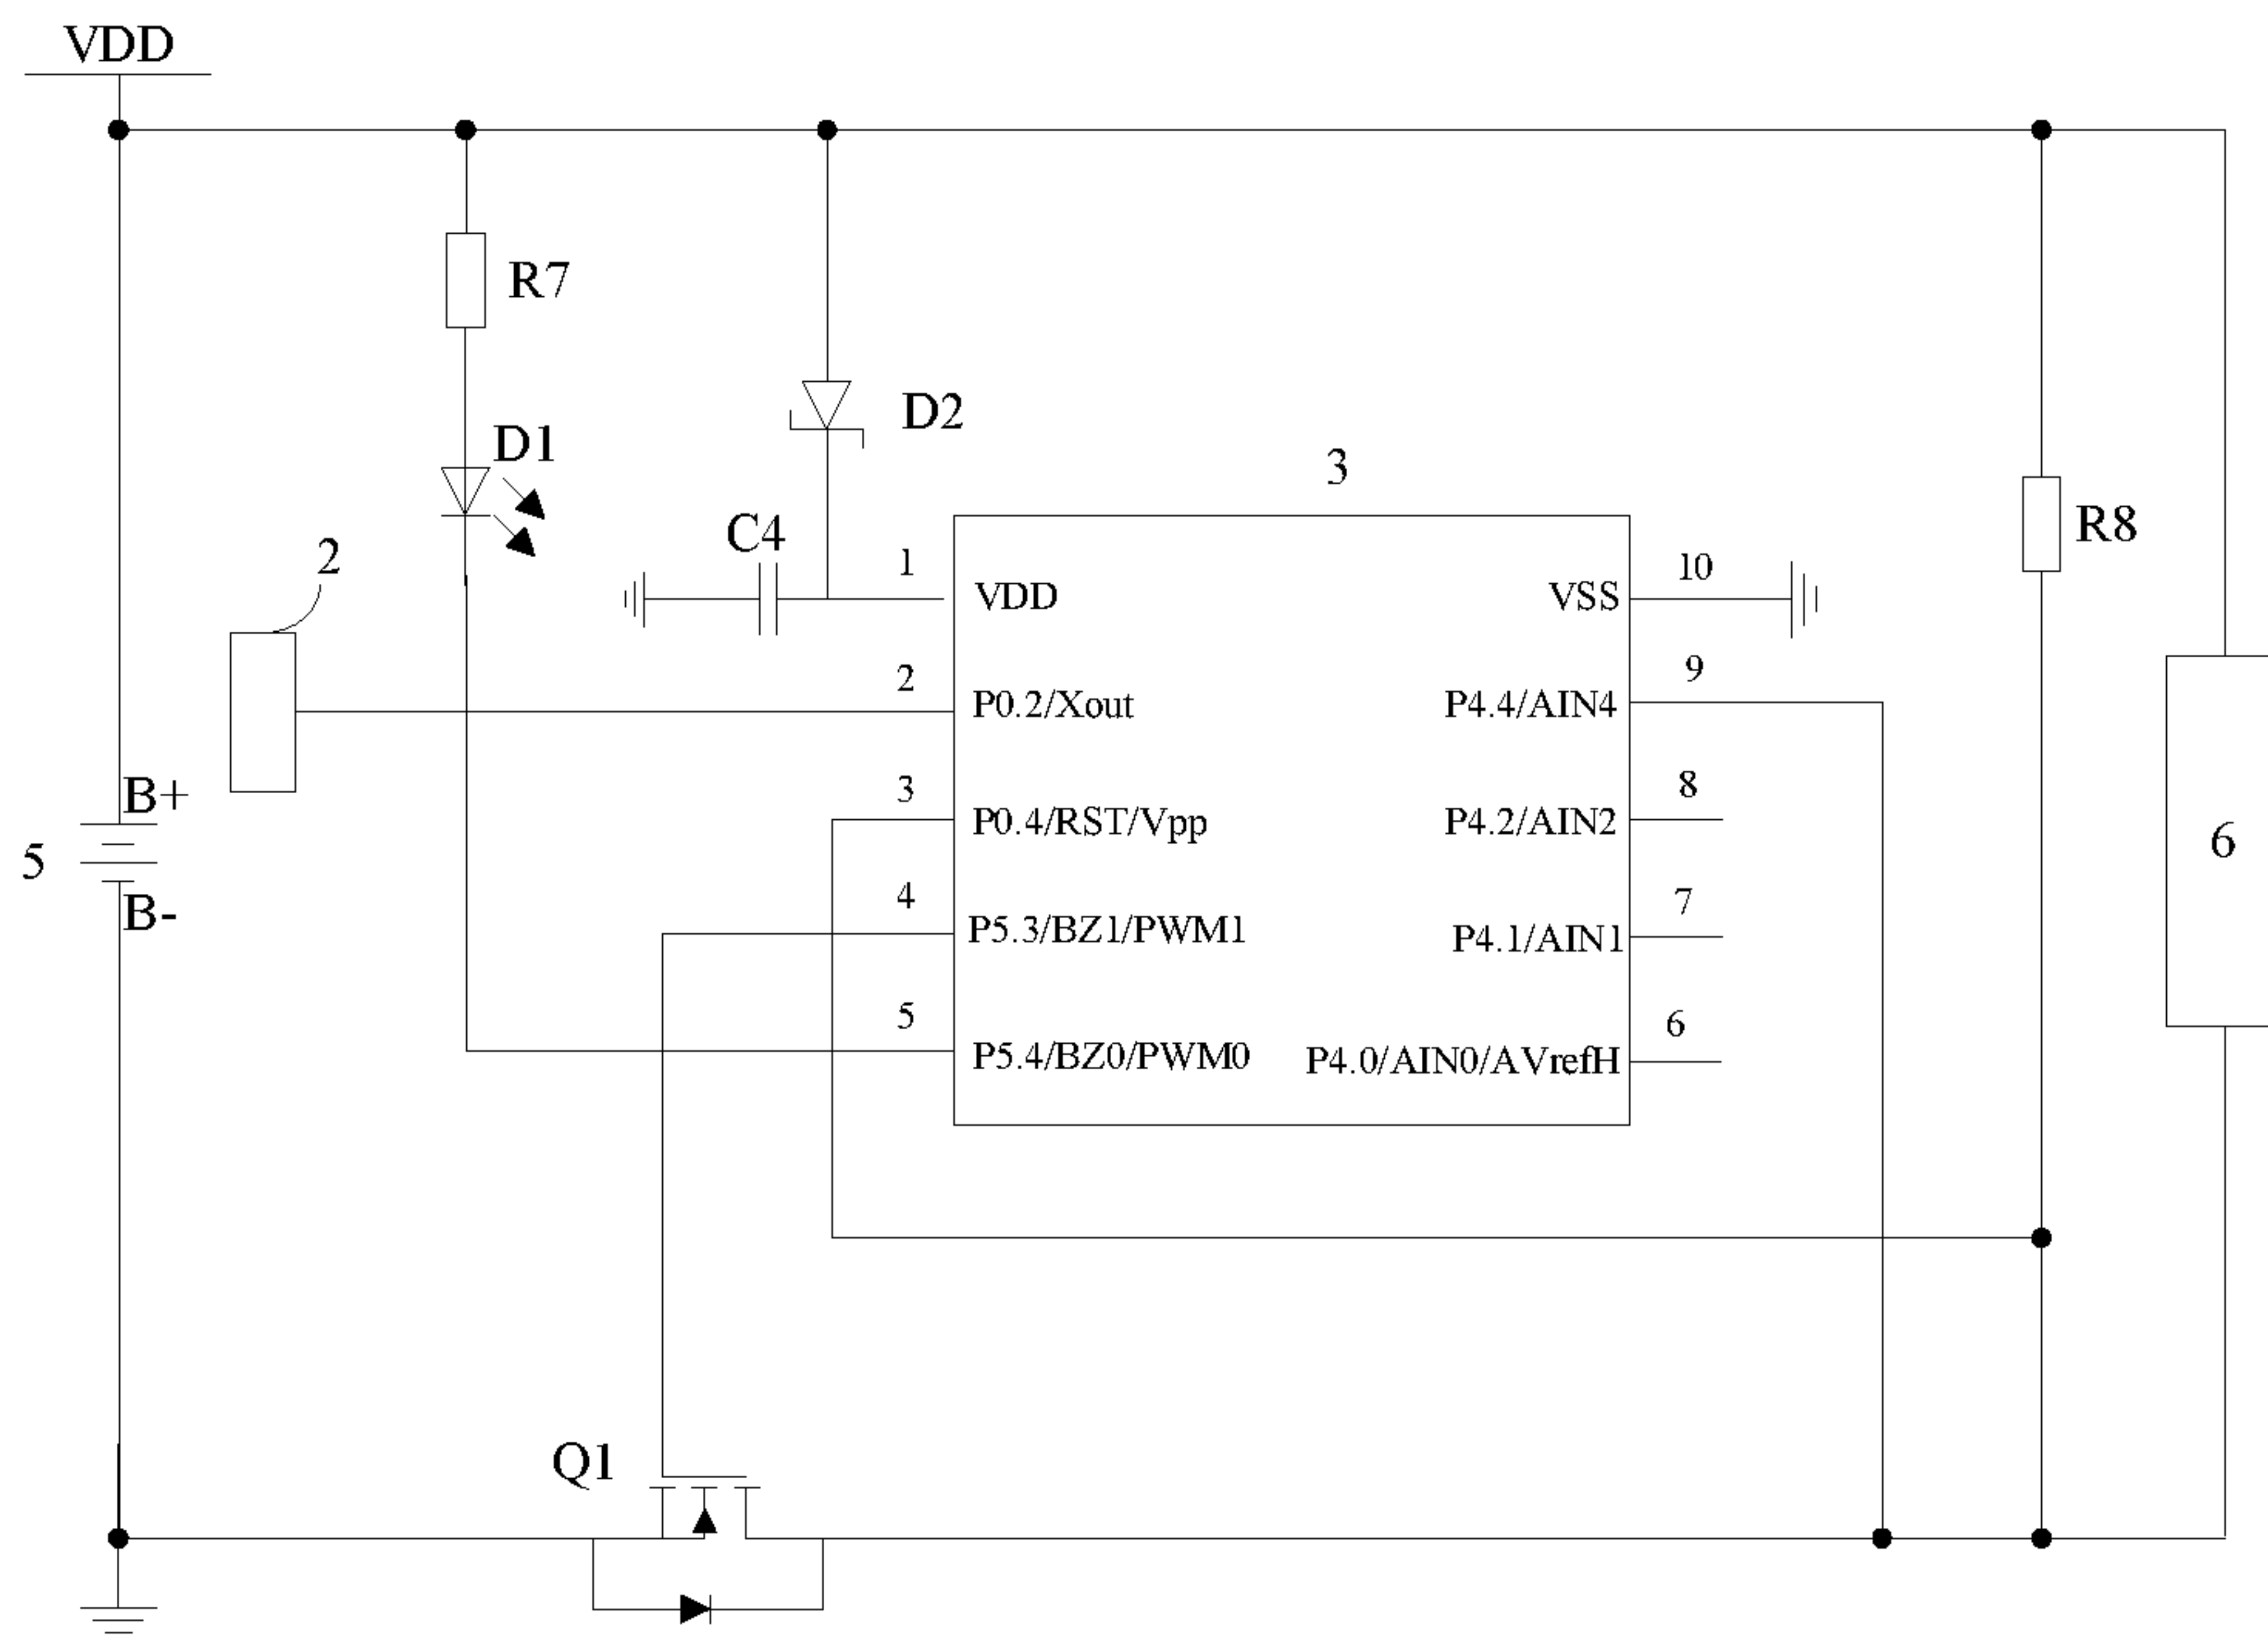 VDD
R7
D2
D1
3
C4
R8
2
1
VDD
VSS
10
2
P0.2/Xout
P4.4/AIN4
9
B+
3
P0.4/RST/Vpp
P4.2/AIN2
8
5
6
B-
4
P5.3/BZ1/PWM1
P4.1/AIN1
7
5
P5.4/BZ0/PWM0
P4.0/AIN0/AVrefH
6
Q1